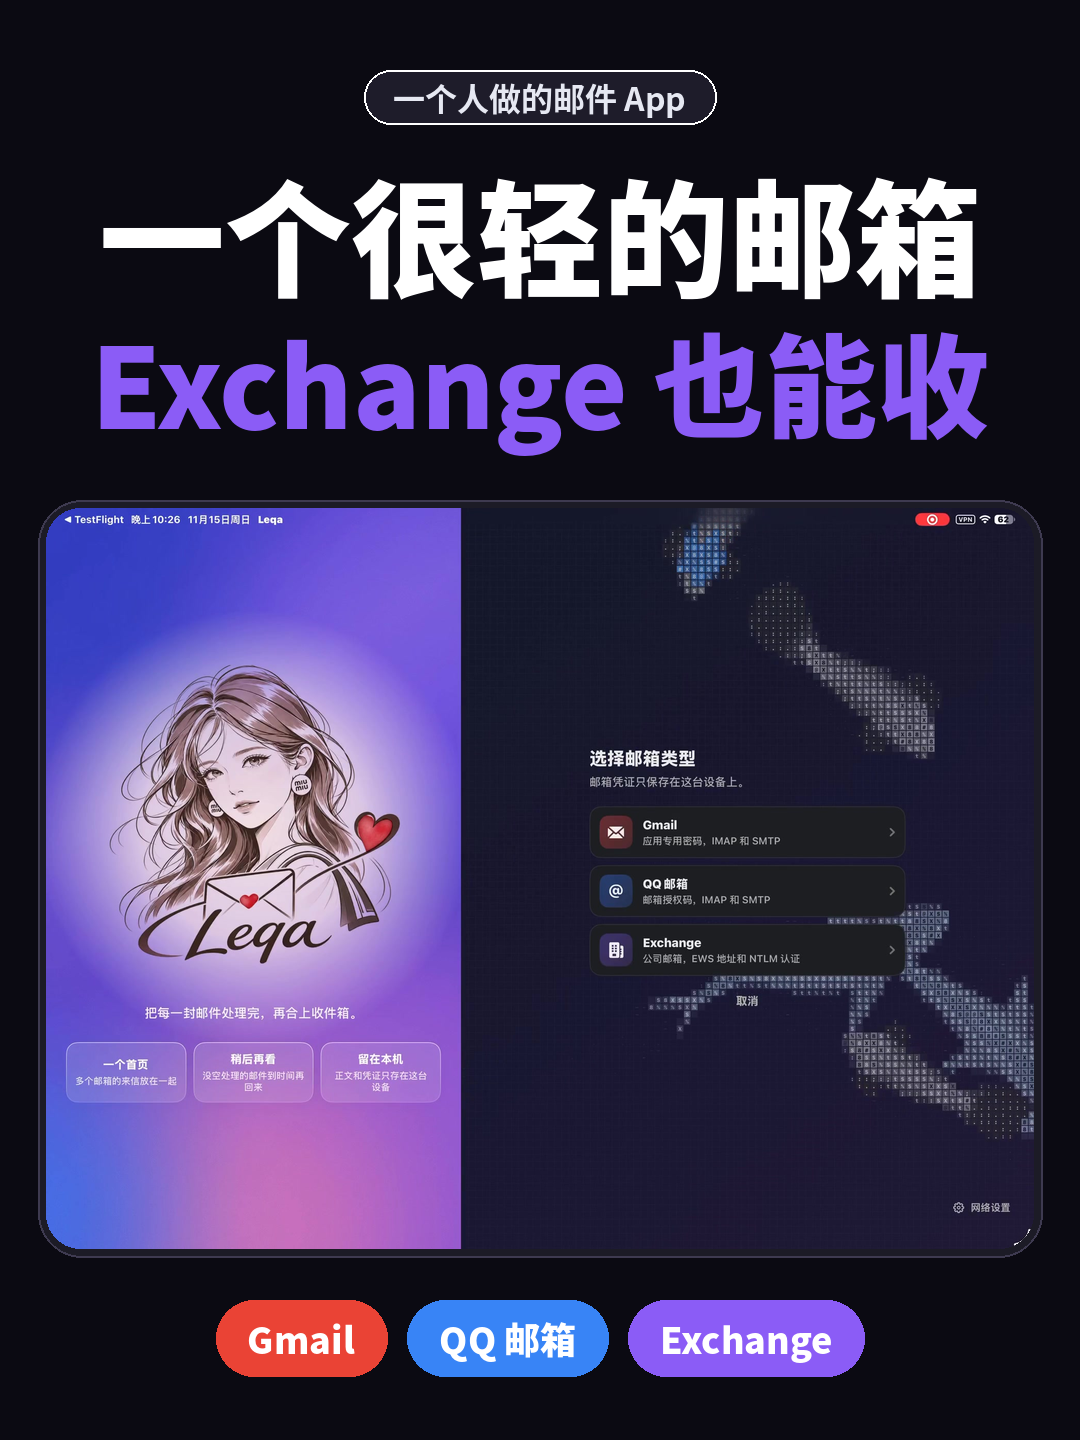 一个人做的邮件 App
一个很轻的邮箱
Exchange 也能收
◀ TestFlight 晚上10:26 11月15日周日 Leqa
VPN 62
miu miu
miu miu
Leqa
把每一封邮件处理完，再合上收件箱。
一个首页
多个邮箱的来信放在一起
稍后再看
没空处理的邮件到时间再
回来
留在本机
正文和凭证只存在这台
设备
选择邮箱类型
邮箱凭证只保存在这台设备上。
Gmail
应用专用密码，IMAP 和 SMTP
@
QQ 邮箱
邮箱授权码，IMAP 和 SMTP
Exchange
公司邮箱，EWS 地址和 NTLM 认证
取消
网络设置
Gmail
QQ 邮箱
Exchange